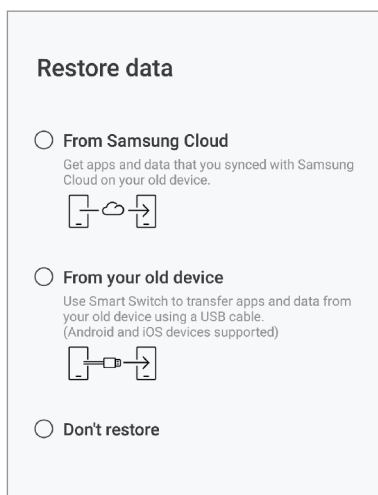 Restore data
From Samsung Cloud
Get apps and data that you synced with Samsung
Cloud on your old device.
From your old device
Use Smart Switch to transfer apps and data from
your old device using a USB cable.
(Android and iOS devices supported)
Don't restore